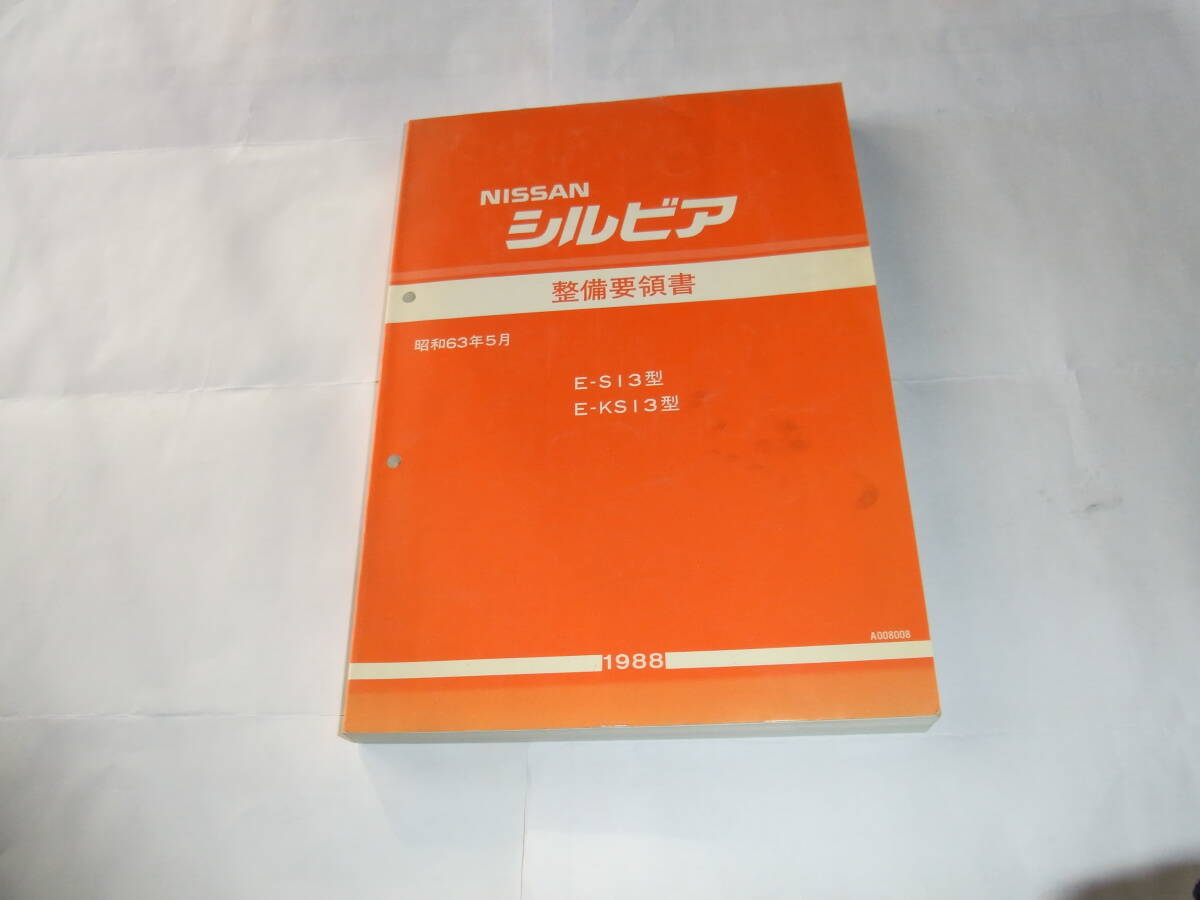 NISSAN
シルビア
整備要領書
昭和63年5月
E-S13型
E-KS13型
A008008
1988